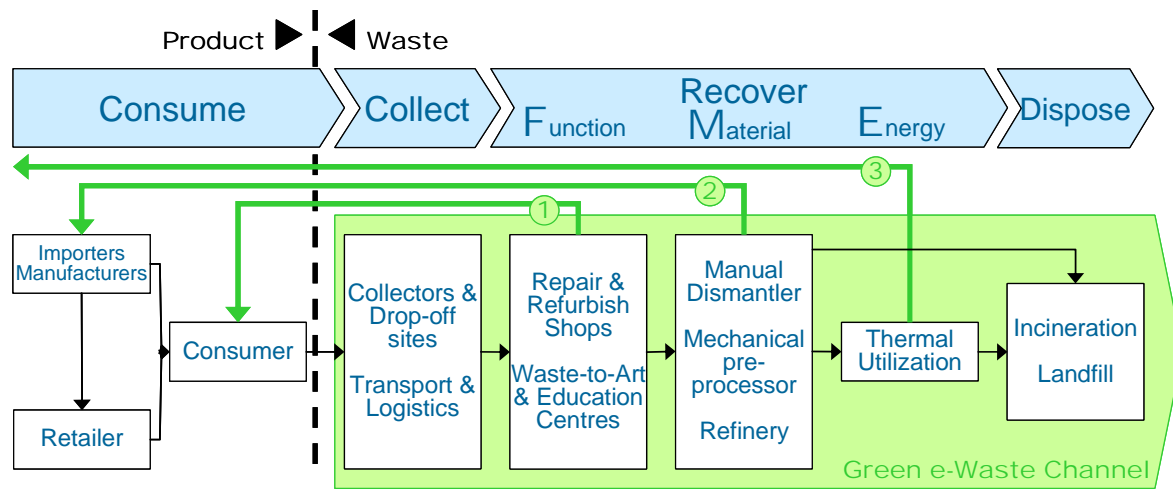 Product
Waste
Consume
Collect
Recover
Function
Material
Energy
Dispose
3
2
1
Importers
Manufacturers
Retailer
Consumer
Collectors &
Drop-off
sites
Transport &
Logistics
Repair &
Refurbish
Shops
Waste-to-Art
& Education
Centres
Manual
Dismantler
Mechanical
pre-
processor
Refinery
Thermal
Utilization
Incineration
Landfill
Green e-Waste Channel